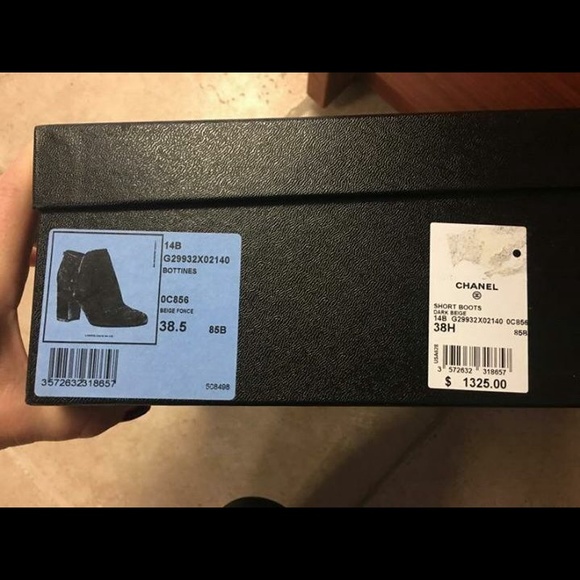 14B
G29932X02140
BOTTINES
0C856
BEIGE FONCE
38.5 85B
3572632318657
508498
CHANEL
SHORT BOOTS
DARK BEIGE
14B G29932X02140 0C856
38H
85B
USA628
3 572632 318657
$ 1325.00